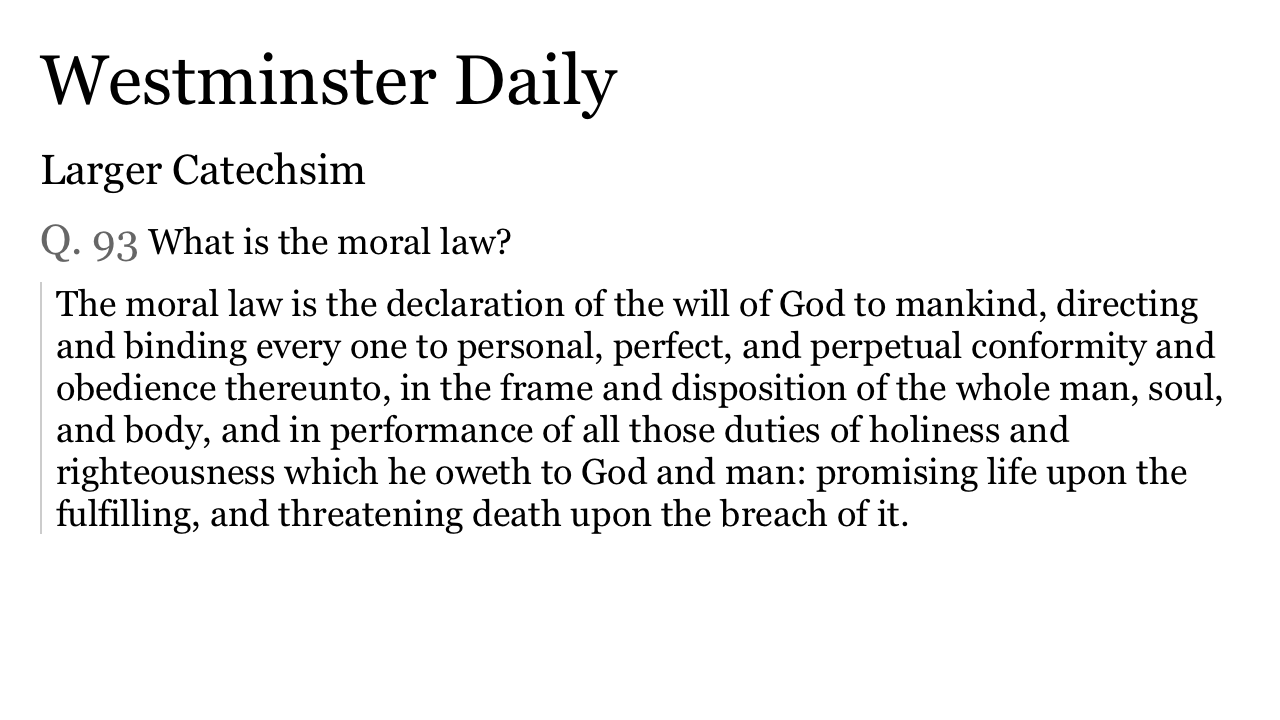 Westminster Daily
Larger Catechsim
Q. 93 What is the moral law?
The moral law is the declaration of the will of God to mankind, directing
and binding every one to personal, perfect, and perpetual conformity and
obedience thereunto, in the frame and disposition of the whole man, soul,
and body, and in performance of all those duties of holiness and
righteousness which he oweth to God and man: promising life upon the
fulfilling, and threatening death upon the breach of it.